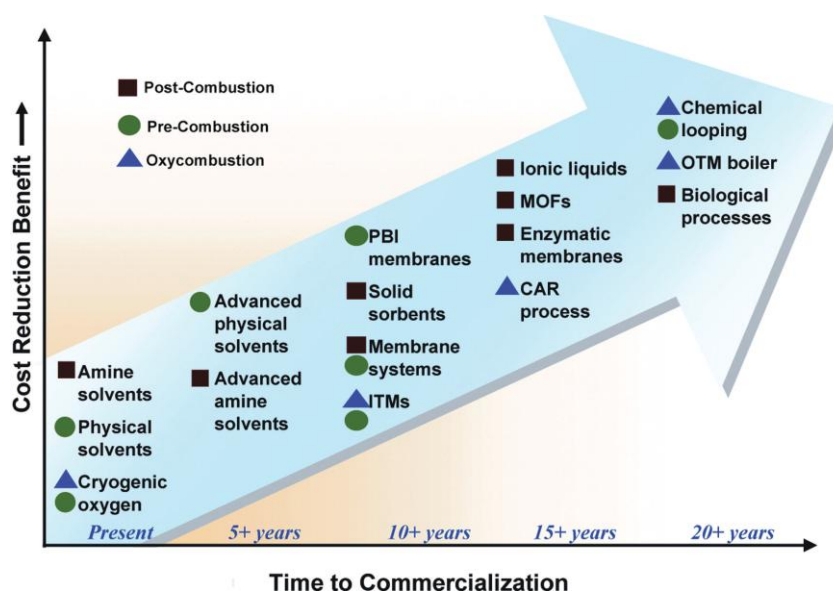 Cost Reduction Benefit
Post-Combustion
Pre-Combustion
Oxycombustion
Amine
solvents
Physical
solvents
Cryogenic
oxygen
Advanced
physical
solvents
Advanced
amine
solvents
PBI
membranes
Solid
sorbents
Membrane
systems
ITMs
Ionic liquids
MOFs
Enzymatic
membranes
CAR
process
Chemical
looping
OTM boiler
Biological
processes
Present
5+ years
10+ years
15+ years
20+ years
Time to Commercialization